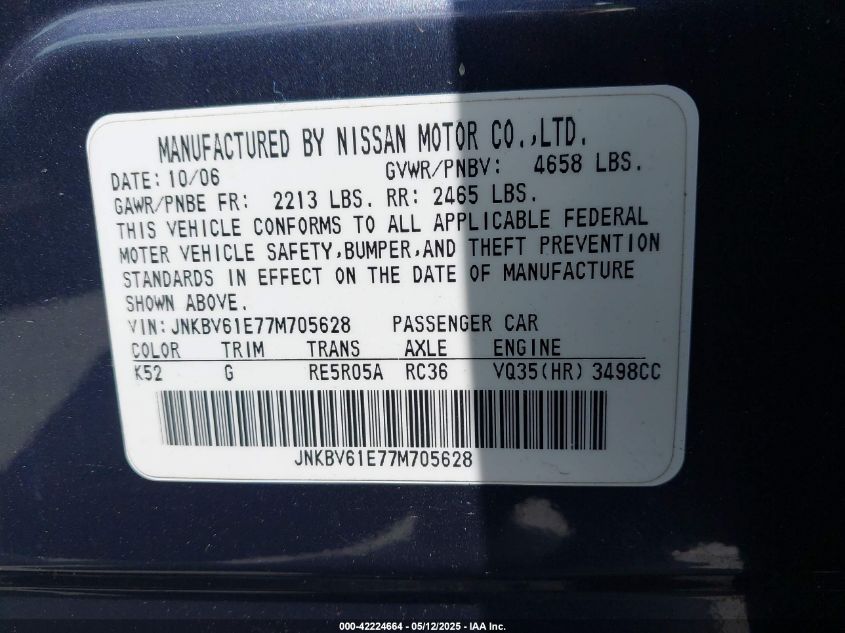 MANUFACTURED BY NISSAN MOTOR CO.,LTD.
DATE: 10/06 GVWR/PNBV: 4658 LBS.
GAWR/PNBE FR: 2213 LBS. RR: 2465 LBS.
THIS VEHICLE CONFORMS TO ALL APPLICABLE FEDERAL
MOTER VEHICLE SAFETY,BUMPER,AND THEFT PREVENTION
STANDARDS IN EFFECT ON THE DATE OF MANUFACTURE
SHOWN ABOVE.
VIN: JNKBV61E77M705628 PASSENGER CAR
COLOR TRIM TRANS AXLE ENGINE
K52 G RE5R05A RC36 VQ35(HR) 3498CC
JNKBV61E77M705628
000-42224664 - 05/12/2025 - IAA Inc.